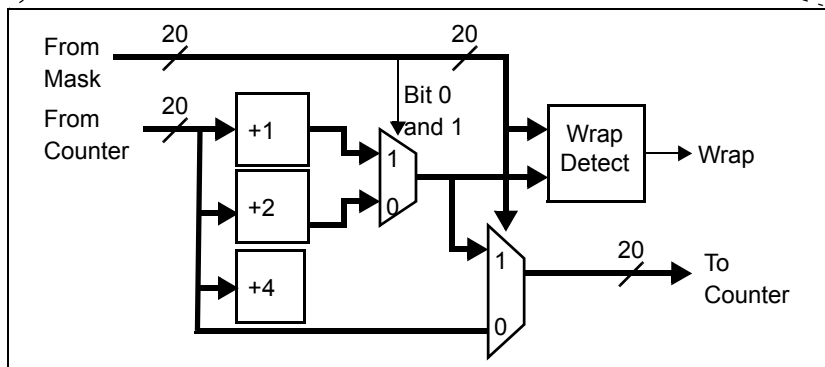 20
20
From
Mask
20
From
Counter
Bit 0
and 1
+1
1
Wrap
Detect
Wrap
+2
0
+4
1
20
To
Counter
0